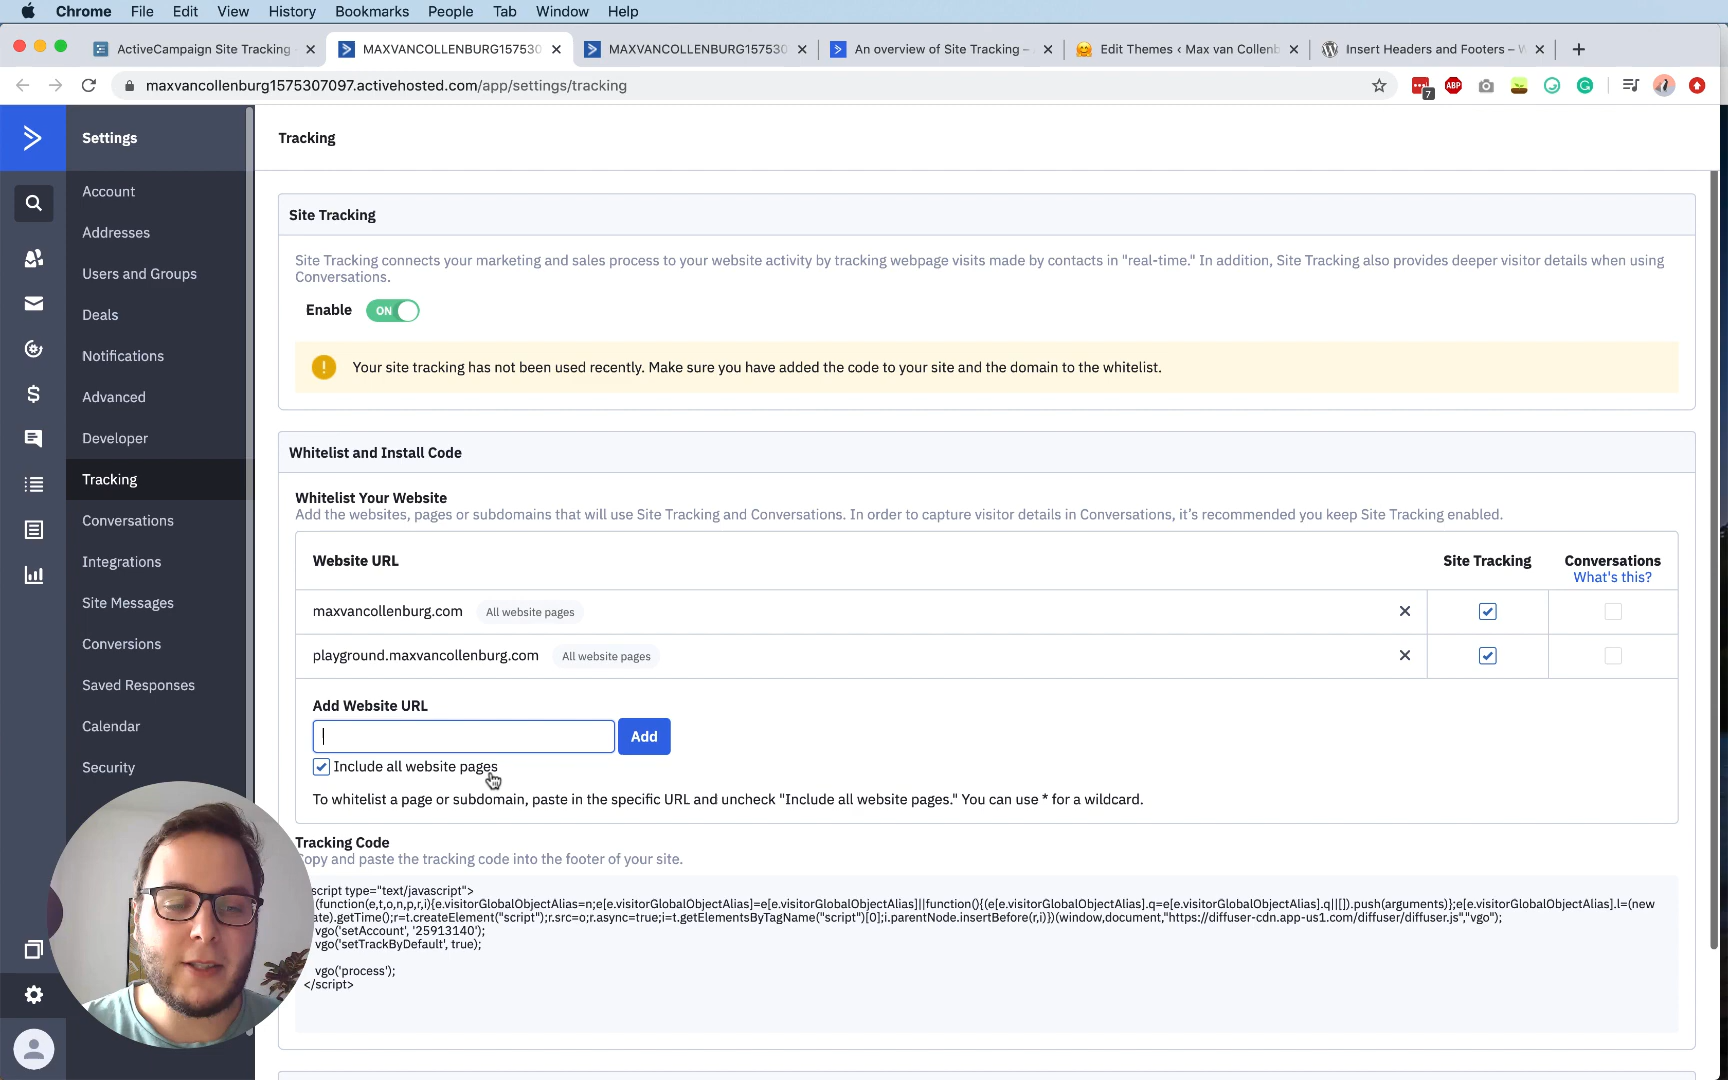 Chrome File Edit View History Bookmarks People Tab Window Help
ActiveCampaign Site Tracking
MAXVANCOLLENBURG157530
MAXVANCOLLENBURG157530
An overview of Site Tracking –
Edit Themes ‹ Max van Collenb
Insert Headers and Footers – W
maxvancollenburg1575307097.activehosted.com/app/settings/tracking
7
ABP
Settings
Account
Addresses
Users and Groups
Deals
Notifications
Advanced
Developer
Tracking
Conversations
Integrations
Site Messages
Conversions
Saved Responses
Calendar
Security
Tracking
Site Tracking
Site Tracking connects your marketing and sales process to your website activity by tracking webpage visits made by contacts in "real-time." In addition, Site Tracking also provides deeper visitor details when using
Conversations.
Enable ON
Your site tracking has not been used recently. Make sure you have added the code to your site and the domain to the whitelist.
Whitelist and Install Code
Whitelist Your Website
Add the websites, pages or subdomains that will use Site Tracking and Conversations. In order to capture visitor details in Conversations, it's recommended you keep Site Tracking enabled.
Website URL Site Tracking Conversations
What's this?
maxvancollenburg.com All website pages
playground.maxvancollenburg.com All website pages
Add Website URL
Add
Include all website pages
To whitelist a page or subdomain, paste in the specific URL and uncheck "Include all website pages." You can use * for a wildcard.
Tracking Code
Copy and paste the tracking code into the footer of your site.
script type="text/javascript">
(function(e,t,o,n,p,r,i){e.visitorGlobalObjectAlias=n;e[e.visitorGlobalObjectAlias]=e[e.visitorGlobalObjectAlias]||function(){(e[e.visitorGlobalObjectAlias].q=e[e.visitorGlobalObjectAlias].q||[]).push(arguments)};e[e.visitorGlobalObjectAlias].l=(new
ate).getTime();r=t.createElement("script");r.src=o;r.async=true;i=t.getElementsByTagName("script")[0];i.parentNode.insertBefore(r,i)})(window,document,"https://diffuser-cdn.app-us1.com/diffuser/diffuser.js","vgo");
vgo('setAccount', '25913140');
vgo('setTrackByDefault', true);
vgo('process');
</script>